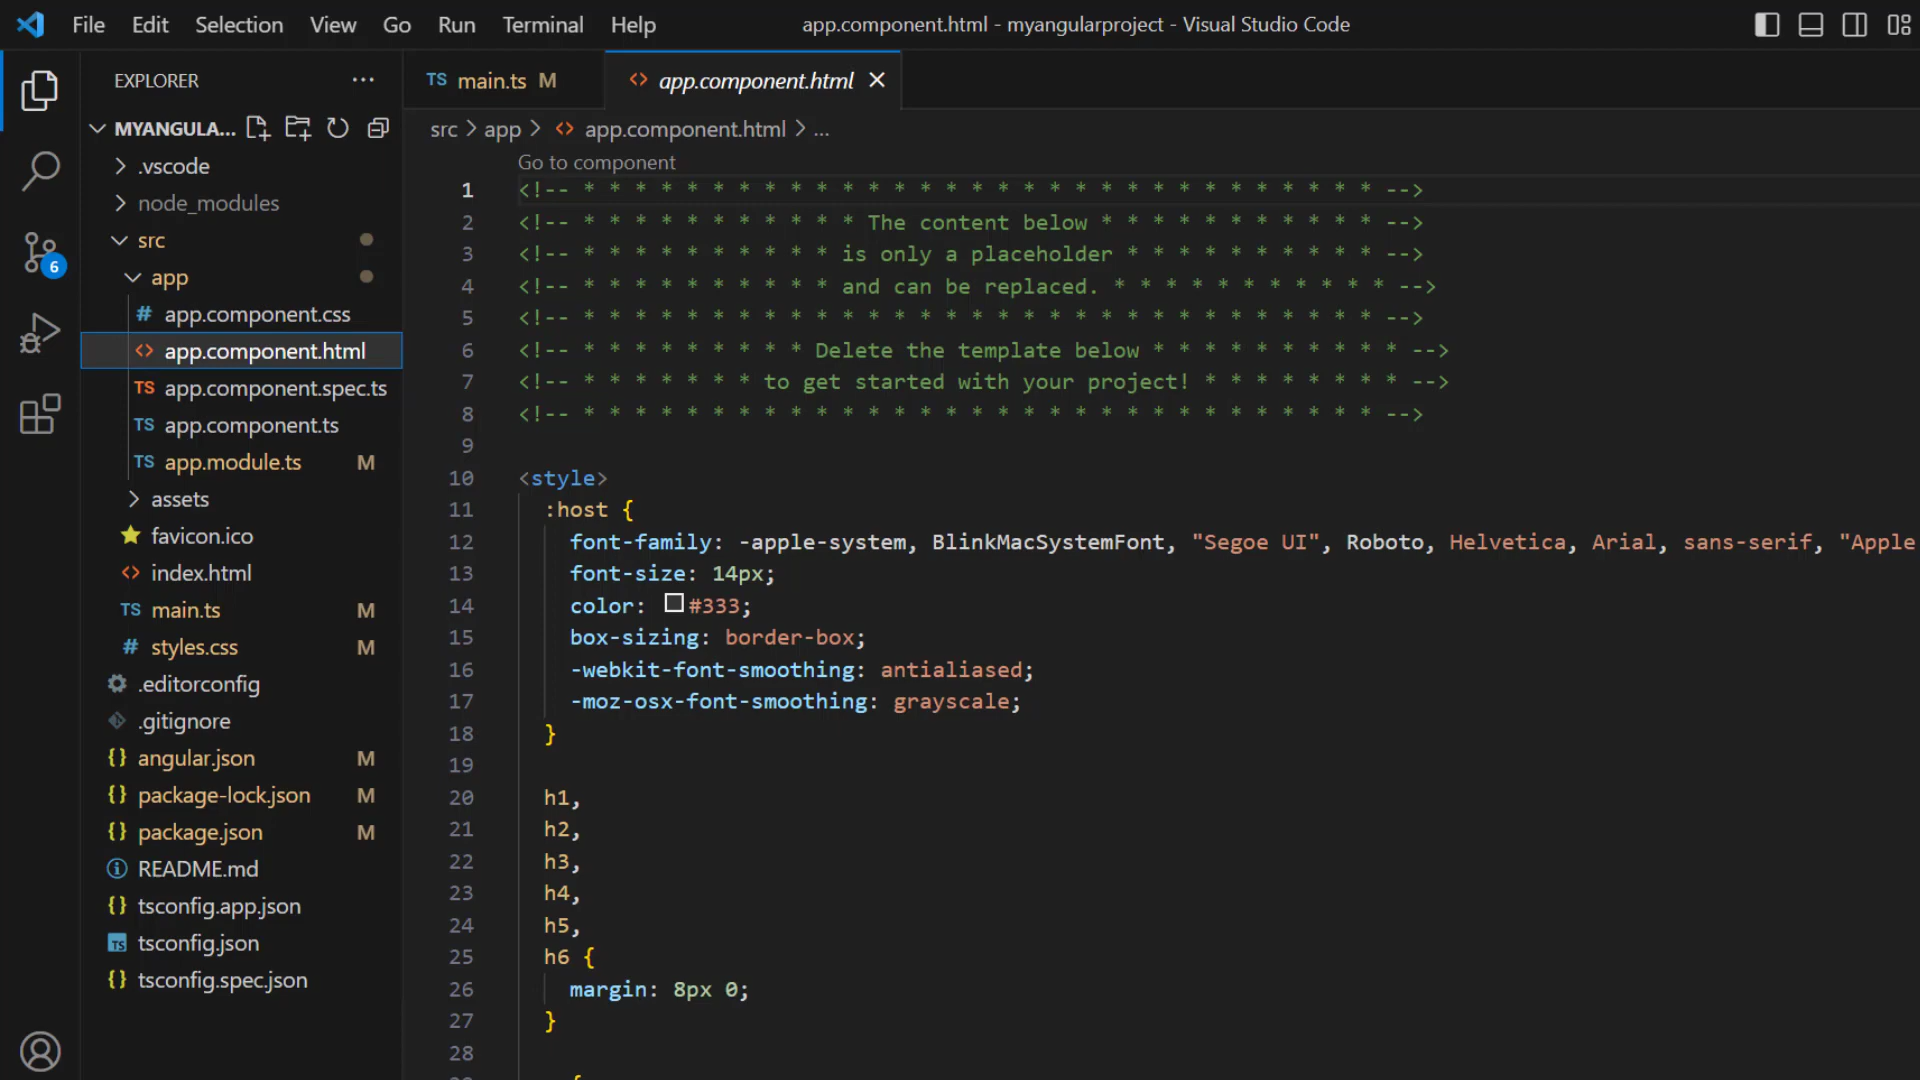 File Edit Selection View Go Run Terminal Help
app.component.html - myangularproject - Visual Studio Code
EXPLORER ...
MYANGULA...
> .vscode
> node_modules
src
app
# app.component.css
<> app.component.html
TS app.component.spec.ts
TS app.component.ts
TS app.module.ts M
> assets
favicon.ico
<> index.html
TS main.ts M
# styles.css M
.editorconfig
.gitignore
{} angular.json M
{} package-lock.json M
{} package.json M
README.md
{} tsconfig.app.json
TS tsconfig.json
{} tsconfig.spec.json
6
TS main.ts M
<> app.component.html ×
src > app > <> app.component.html > ...
Go to component
1 <!-- * * * * * * * * * * * * * * * * * * * * * * * * * * * * * * * -->
2 <!-- * * * * * * * * * * * The content below * * * * * * * * * * * -->
3 <!-- * * * * * * * * * * is only a placeholder * * * * * * * * * * -->
4 <!-- * * * * * * * * * * and can be replaced. * * * * * * * * * * * -->
5 <!-- * * * * * * * * * * * * * * * * * * * * * * * * * * * * * * * -->
6 <!-- * * * * * * * * * Delete the template below * * * * * * * * * * -->
7 <!-- * * * * * * * to get started with your project! * * * * * * * * -->
8 <!-- * * * * * * * * * * * * * * * * * * * * * * * * * * * * * * * -->
9
10 <style>
11 :host {
12 font-family: -apple-system, BlinkMacSystemFont, "Segoe UI", Roboto, Helvetica, Arial, sans-serif, "Apple
13 font-size: 14px;
14 color: #333;
15 box-sizing: border-box;
16 -webkit-font-smoothing: antialiased;
17 -moz-osx-font-smoothing: grayscale;
18 }
19
20 h1,
21 h2,
22 h3,
23 h4,
24 h5,
25 h6 {
26 margin: 8px 0;
27 }
28